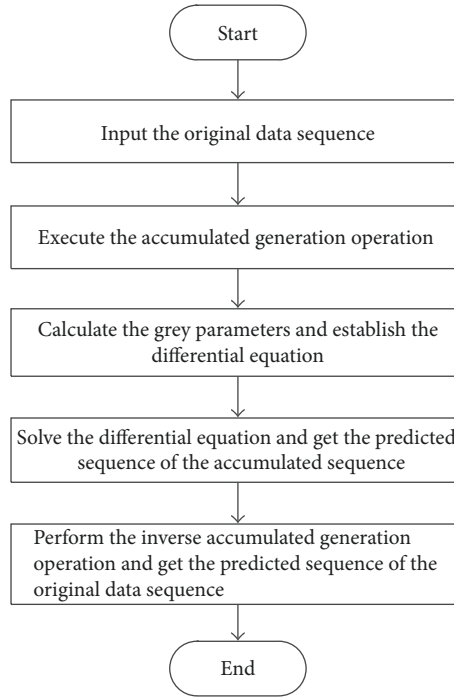 Start
Input the original data sequence
Execute the accumulated generation operation
Calculate the grey parameters and establish the
differential equation
Solve the differential equation and get the predicted
sequence of the accumulated sequence
Perform the inverse accumulated generation
operation and get the predicted sequence of the
original data sequence
End